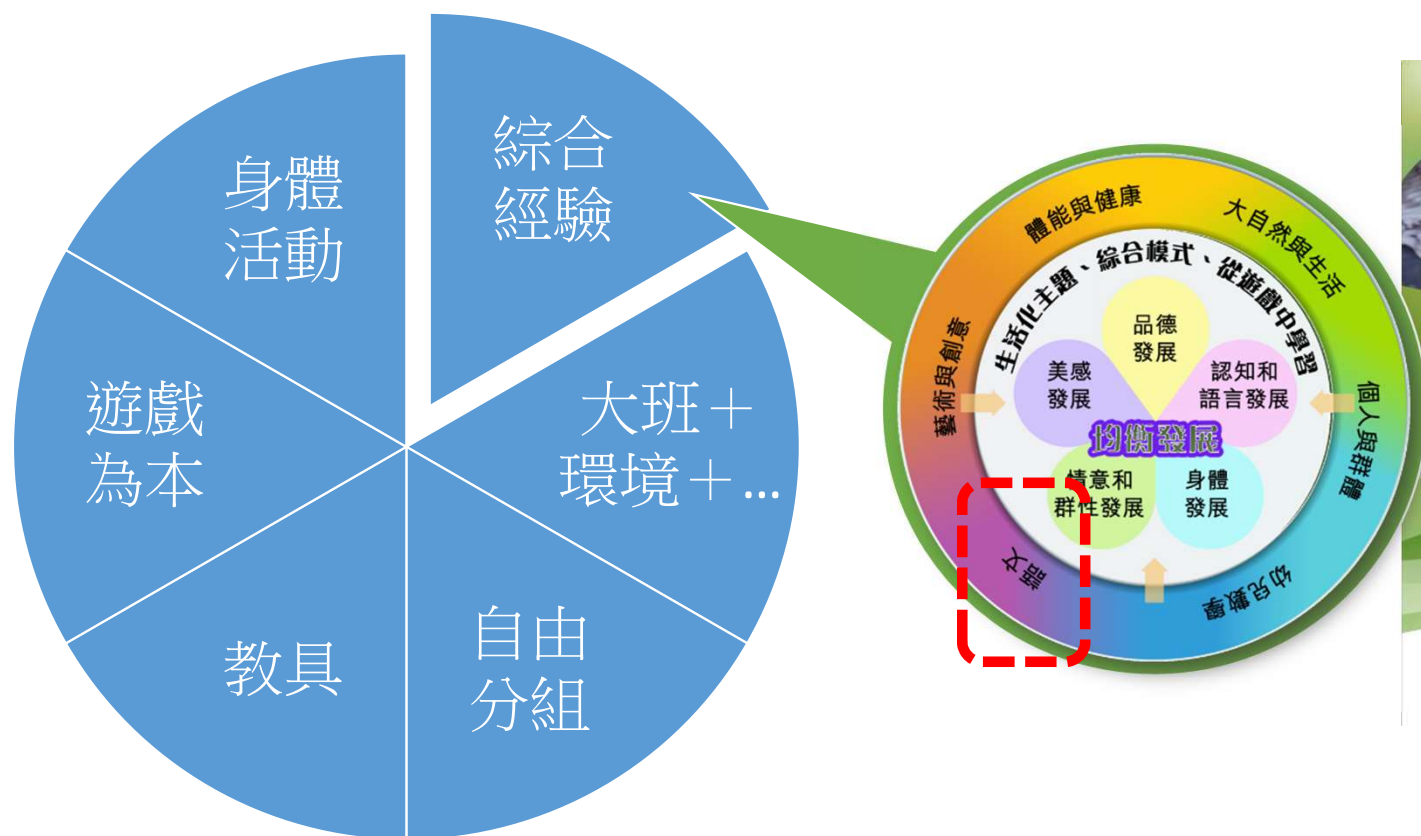 綜合
經驗
大班＋
環境＋...
自由
分組
教具
遊戲
為本
身體
活動
體能與健康
大自然與生活
個人與群體
幼兒數學
語文
藝術與創意
生活化主題、綜合模式、從遊戲中學習
品德
發展
認知和
語言發展
身體
發展
情意和
群性發展
美感
發展
均衡發展